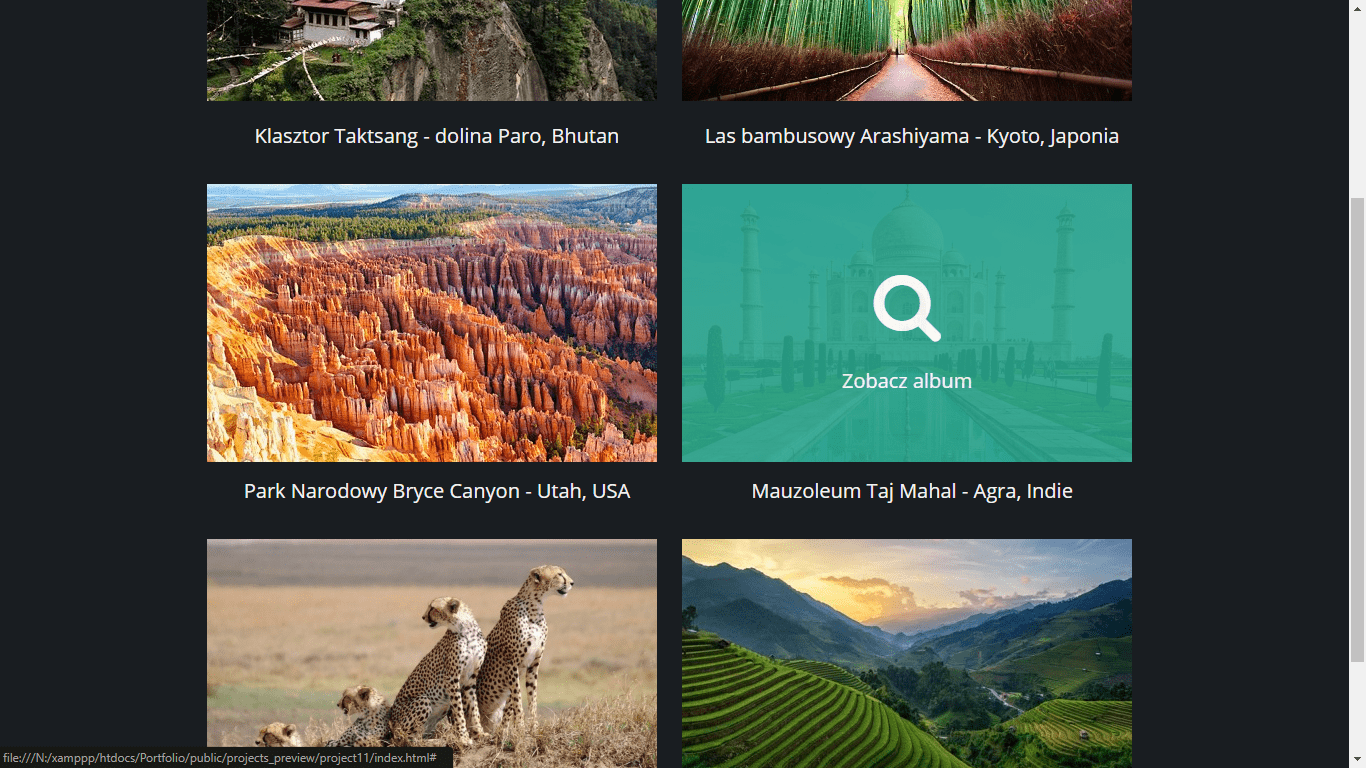 Klasztor Taktsang - dolina Paro, Bhutan
Las bambusowy Arashiyama - Kyoto, Japonia
Zobacz album
Park Narodowy Bryce Canyon - Utah, USA
Mauzoleum Taj Mahal - Agra, Indie
file:///N:/xamppp/htdocs/Portfolio/public/projects_preview/project11/index.html#